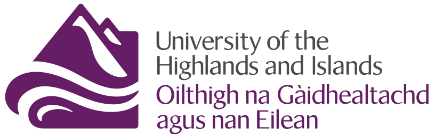 University of the
Highlands and Islands
Oilthigh na Gàidhealtachd
agus nan Eilean